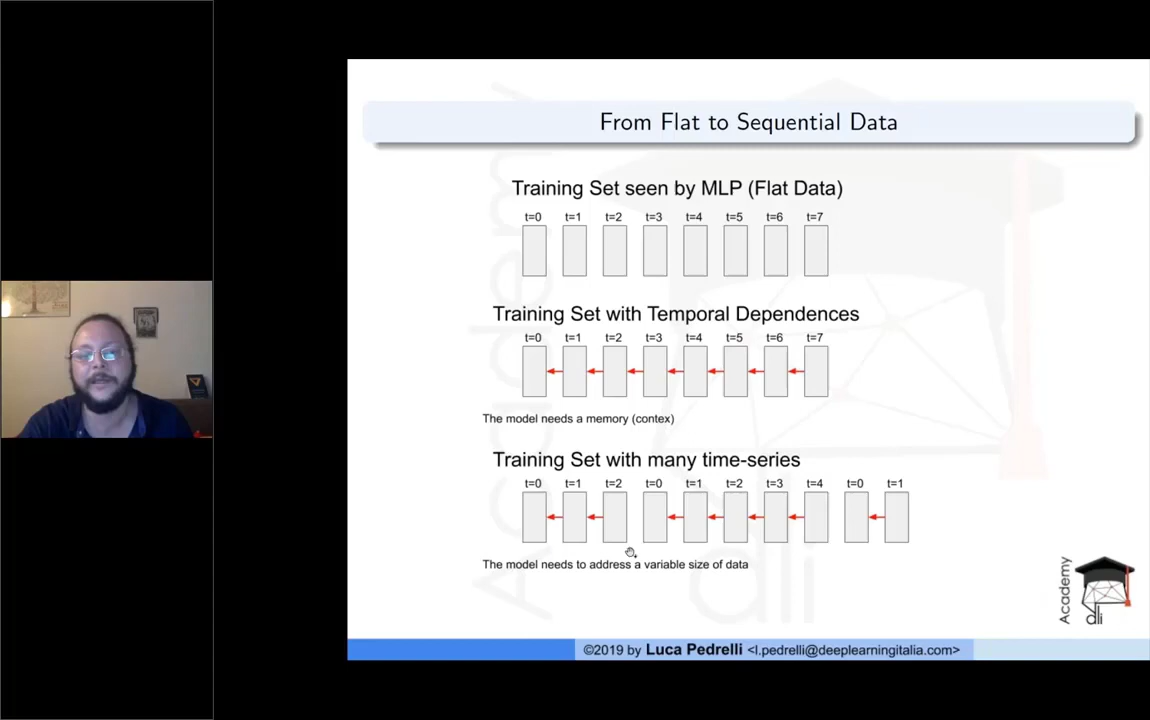 From Flat to Sequential Data
Training Set seen by MLP (Flat Data)
t=0 t=1 t=2 t=3 t=4 t=5 t=6 t=7
Training Set with Temporal Dependences
t=0 t=1 t=2 t=3 t=4 t=5 t=6 t=7
The model needs a memory (contex)
Training Set with many time-series
t=0 t=1 t=2 t=0 t=1 t=2 t=3 t=4 t=0 t=1
The model needs to address a variable size of data
Academy
dli
©2019 by Luca Pedrelli <l.pedrelli@deeplearningitalia.com>
Academy
dli